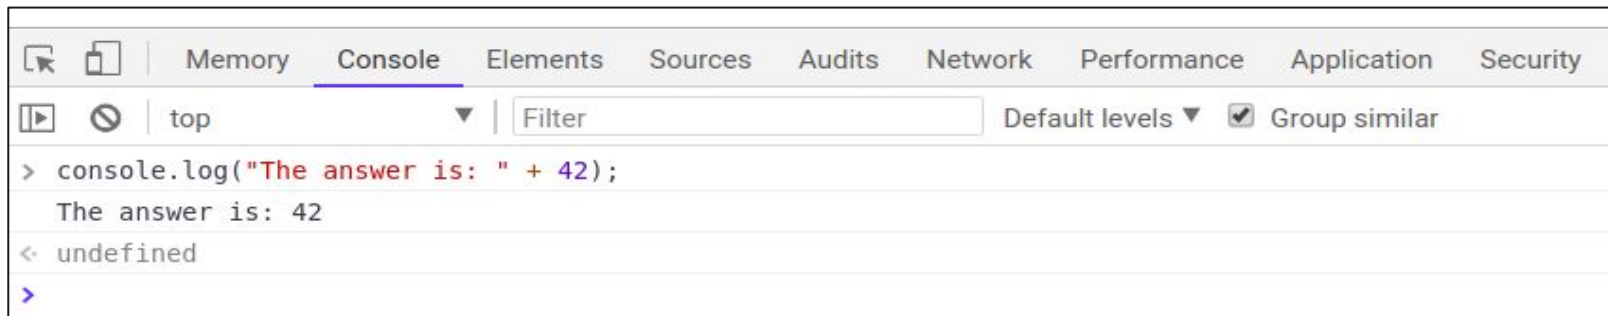 Memory Console Elements Sources Audits Network Performance Application Security
top Filter Default levels Group similar
> console.log("The answer is: " + 42);
The answer is: 42
undefined
>